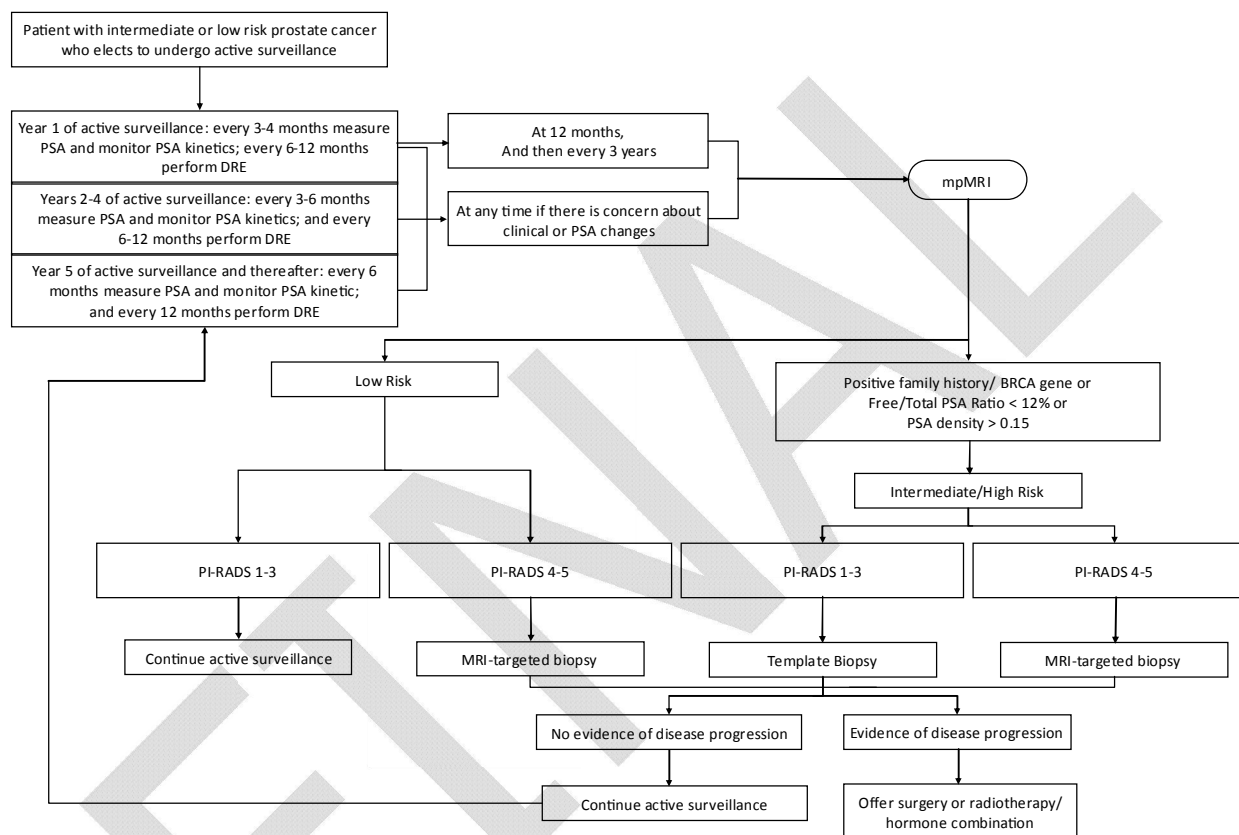 Patient with intermediate or low risk prostate cancer
who elects to undergo active surveillance
Year 1 of active surveillance: every 3-4 months measure
PSA and monitor PSA kinetics; every 6-12 months
perform DRE
At 12 months,
And then every 3 years
mpMRI
Years 2-4 of active surveillance: every 3-6 months
measure PSA and monitor PSA kinetics; and every
6-12 months perform DRE
At any time if there is concern about
clinical or PSA changes
Year 5 of active surveillance and thereafter: every 6
months measure PSA and monitor PSA kinetic;
and every 12 months perform DRE
Low Risk
Positive family history/ BRCA gene or
Free/Total PSA Ratio < 12% or
PSA density > 0.15
Intermediate/High Risk
PI-RADS 1-3
PI-RADS 4-5
PI-RADS 1-3
PI-RADS 4-5
Continue active surveillance
MRI-targeted biopsy
Template Biopsy
MRI-targeted biopsy
No evidence of disease progression
Evidence of disease progression
Continue active surveillance
Offer surgery or radiotherapy/
hormone combination
FINAL